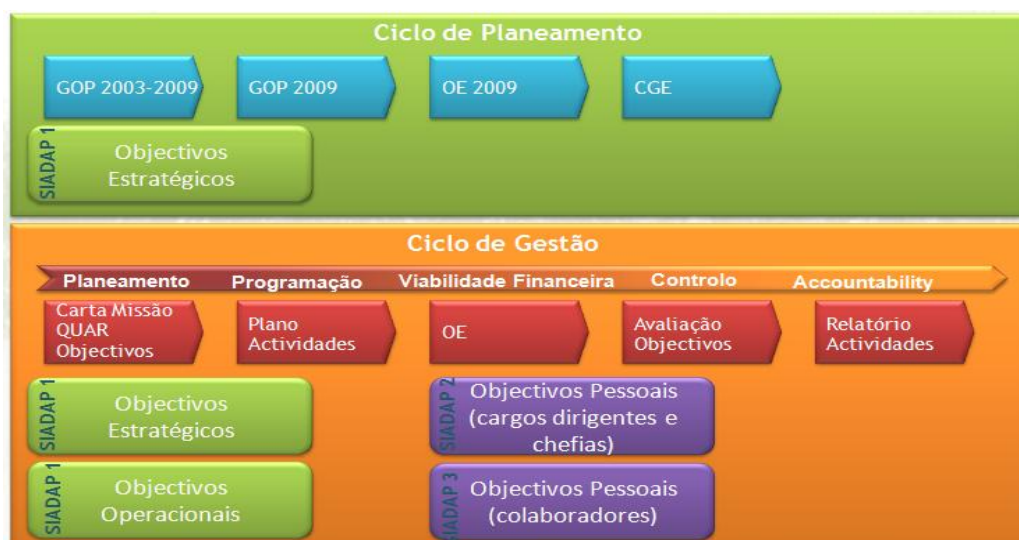 Ciclo de Planeamento
GOP 2003-2009
GOP 2009
OE 2009
CGE
SIADAP 1
Objectivos
Estratégicos
Ciclo de Gestão
Planeamento
Programação
Viabilidade Financeira
Controlo
Accountability
Carta Missão
QUAR
Objectivos
Plano
Actividades
OE
Avaliação
Objectivos
Relatório
Actividades
SIADAP 1
Objectivos
Estratégicos
SIADAP 2
Objectivos Pessoais
(cargos dirigentes e
chefias)
SIADAP 1
Objectivos
Operacionais
SIADAP 3
Objectivos Pessoais
(colaboradores)